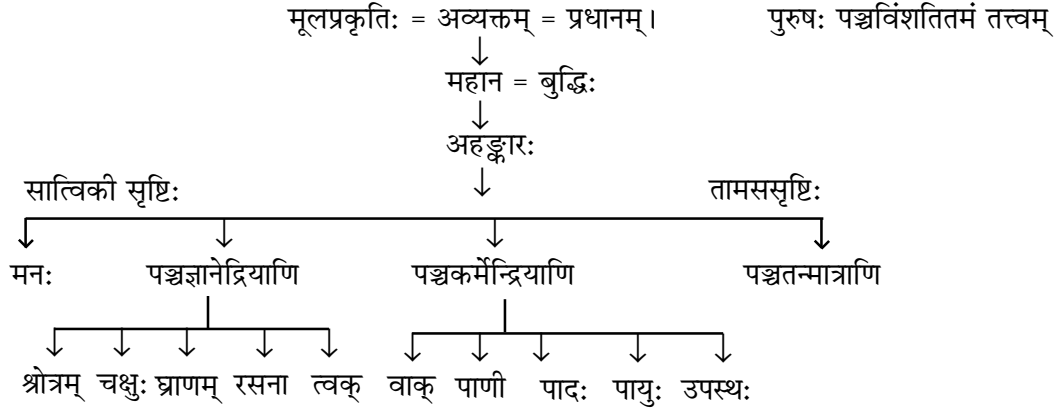 मूलप्रकृतिः = अव्यक्तम् = प्रधानम्। पुरुषः पञ्चविंशतितमं तत्त्वम्
महान = बुद्धिः
अहङ्कारः
सात्विकी सृष्टिः तामससृष्टिः
मनः पञ्चज्ञानेद्रियाणि पञ्चकर्मेन्द्रियाणि पञ्चतन्मात्राणि
श्रोत्रम् चक्षुः घ्राणम् रसना त्वक् वाक् पाणी पादः पायुः उपस्थः